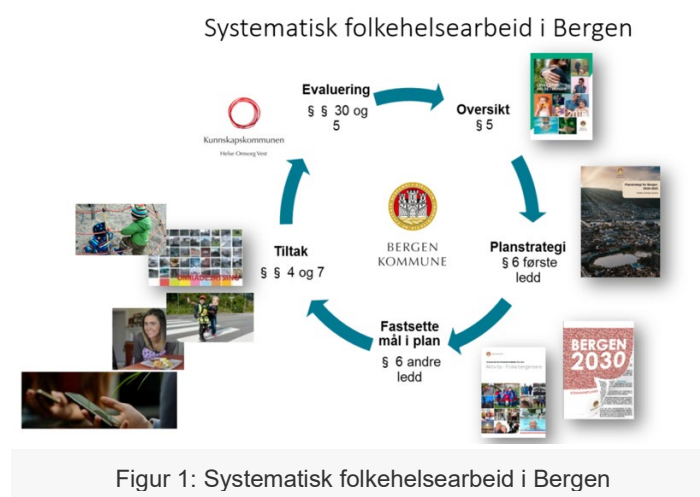 Systematisk folkehelsearbeid i Bergen
Evaluering
§ § 30 og
5
Oversikt
§ 5
Kunnskapskommunen
Helse Omsorg Vest
Planstrategi
§ 6 første
ledd
BERGEN
KOMMUNE
Tiltak
§ § 4 og 7
OMRÅDESATSING
Fastsette
mål i plan
§ 6 andre
ledd
BERGEN
2030
Figur 1: Systematisk folkehelsearbeid i Bergen